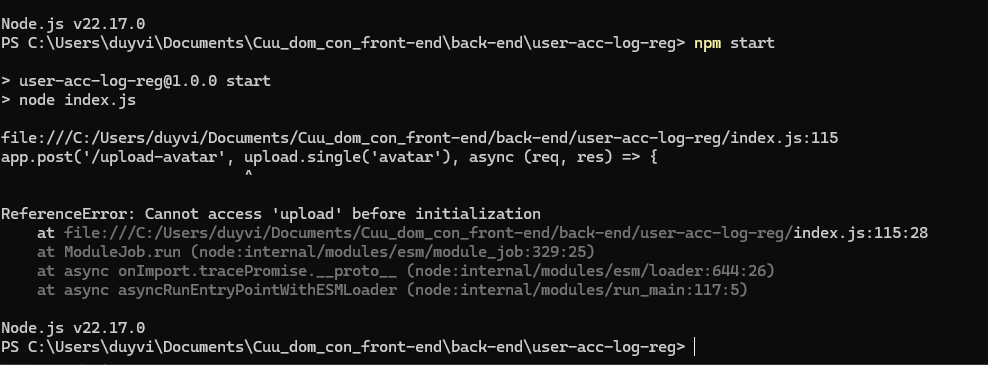 Node.js v22.17.0
PS C:\Users\duyvi\Documents\Cuu_dom_con_front-end\back-end\user-acc-log-reg> npm start
> user-acc-log-reg@1.0.0 start
> node index.js
file:///C:/Users/duyvi/Documents/Cuu_dom_con_front-end/back-end/user-acc-log-reg/index.js:115
app.post('/upload-avatar', upload.single('avatar'), async (req, res) => {
                           ^
ReferenceError: Cannot access 'upload' before initialization
    at file:///C:/Users/duyvi/Documents/Cuu_dom_con_front-end/back-end/user-acc-log-reg/index.js:115:28
    at ModuleJob.run (node:internal/modules/esm/module_job:329:25)
    at async onImport.tracePromise.__proto__ (node:internal/modules/esm/loader:644:26)
    at async asyncRunEntryPointWithESMLoader (node:internal/modules/run_main:117:5)
Node.js v22.17.0
PS C:\Users\duyvi\Documents\Cuu_dom_con_front-end\back-end\user-acc-log-reg>